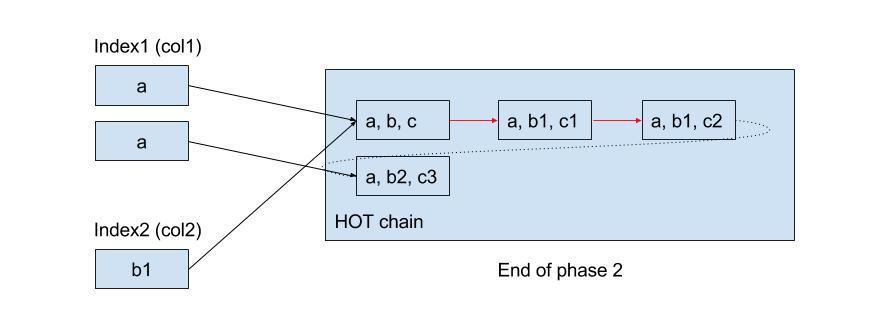 Index1 (col1)
a
a
Index2 (col2)
b1
a, b, c
a, b1, c1
a, b1, c2
a, b2, c3
HOT chain
End of phase 2